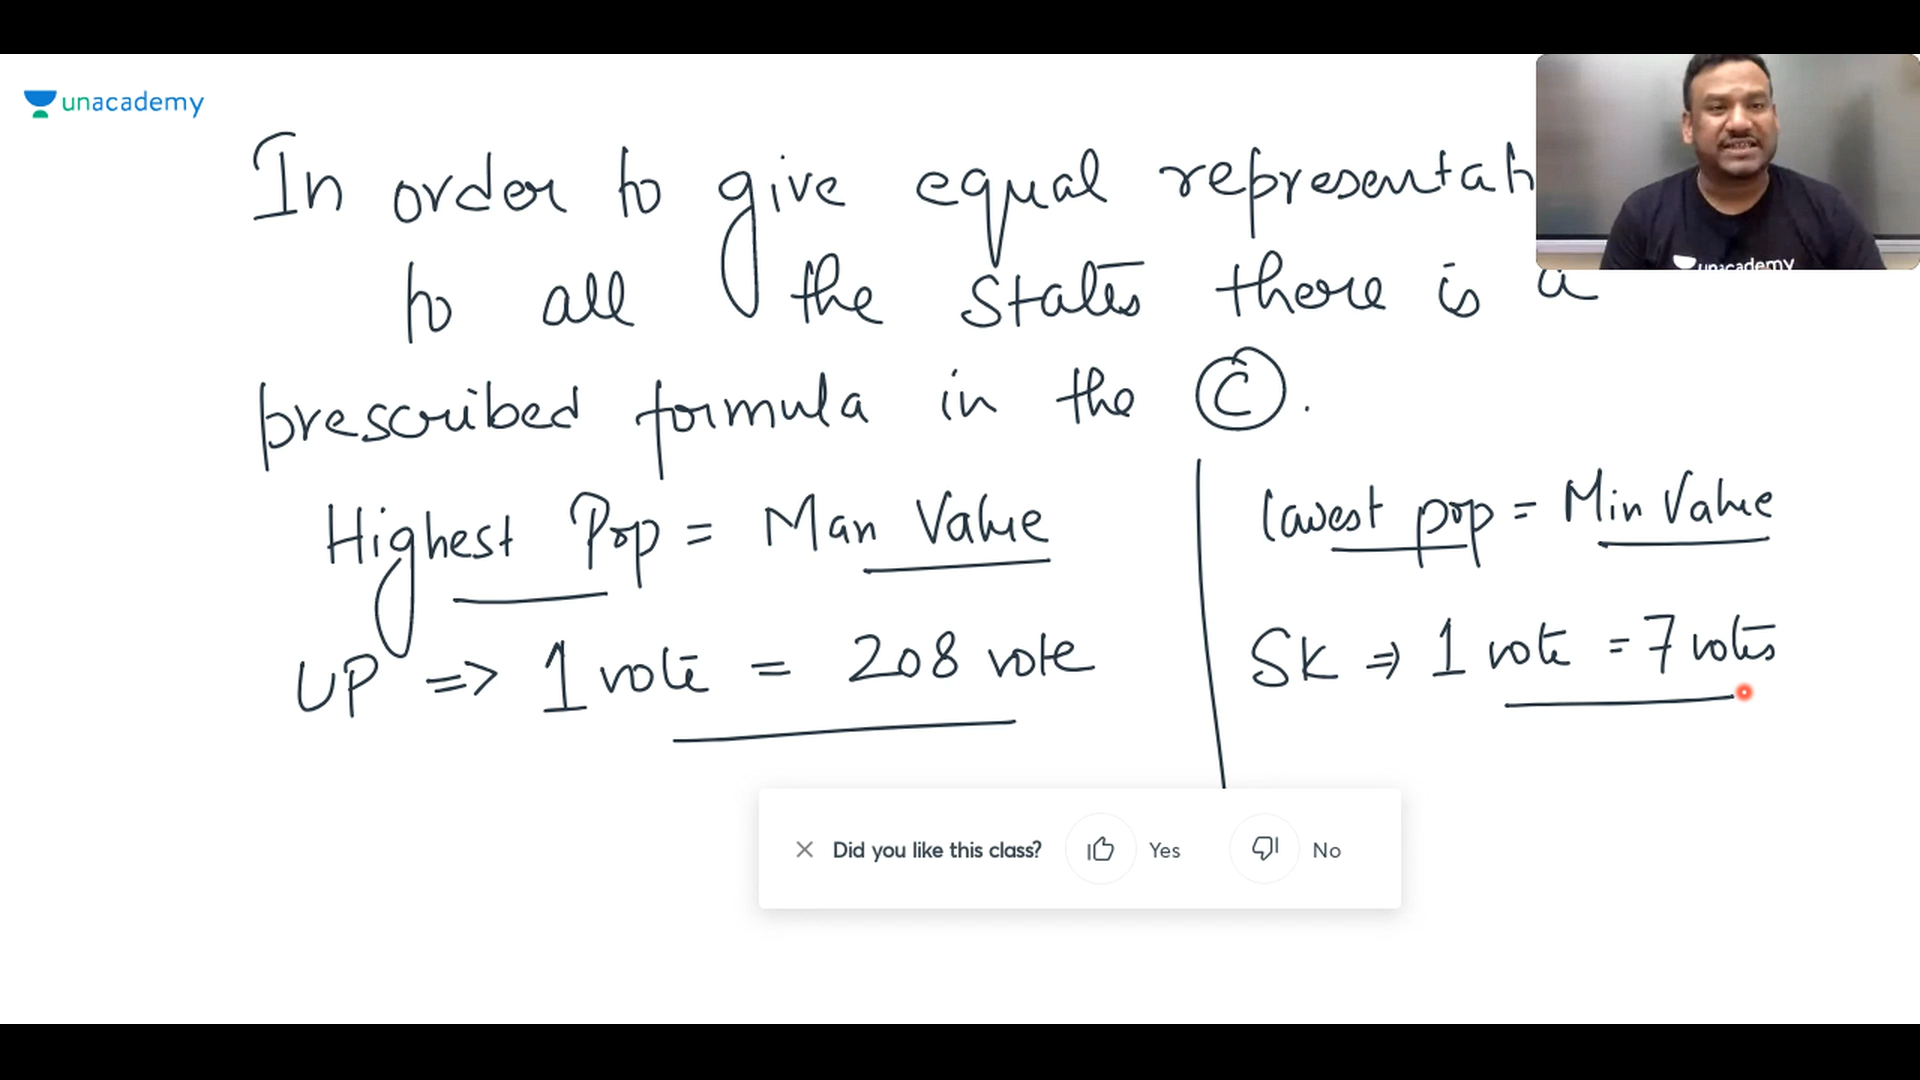 unacademy
In order to give equal
to all the states there is a
prescribed formula in the C.
Highest Pop = Man Value
UP => 1 vote = 208 vote
lowest pop = Min Value
SK => 1 vote = 7 votes
Did you like this class? Yes No
unacademy